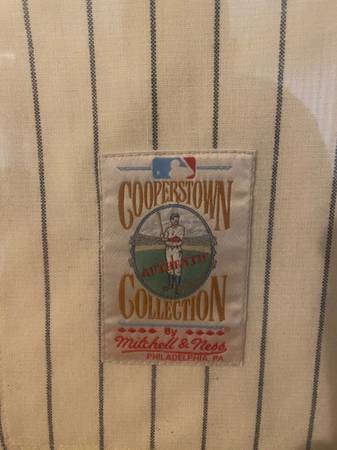 COOPERSTOWN
AUTHENTIC
COLLECTION
By
Mitchell & Ness
PHILADELPHIA, PA